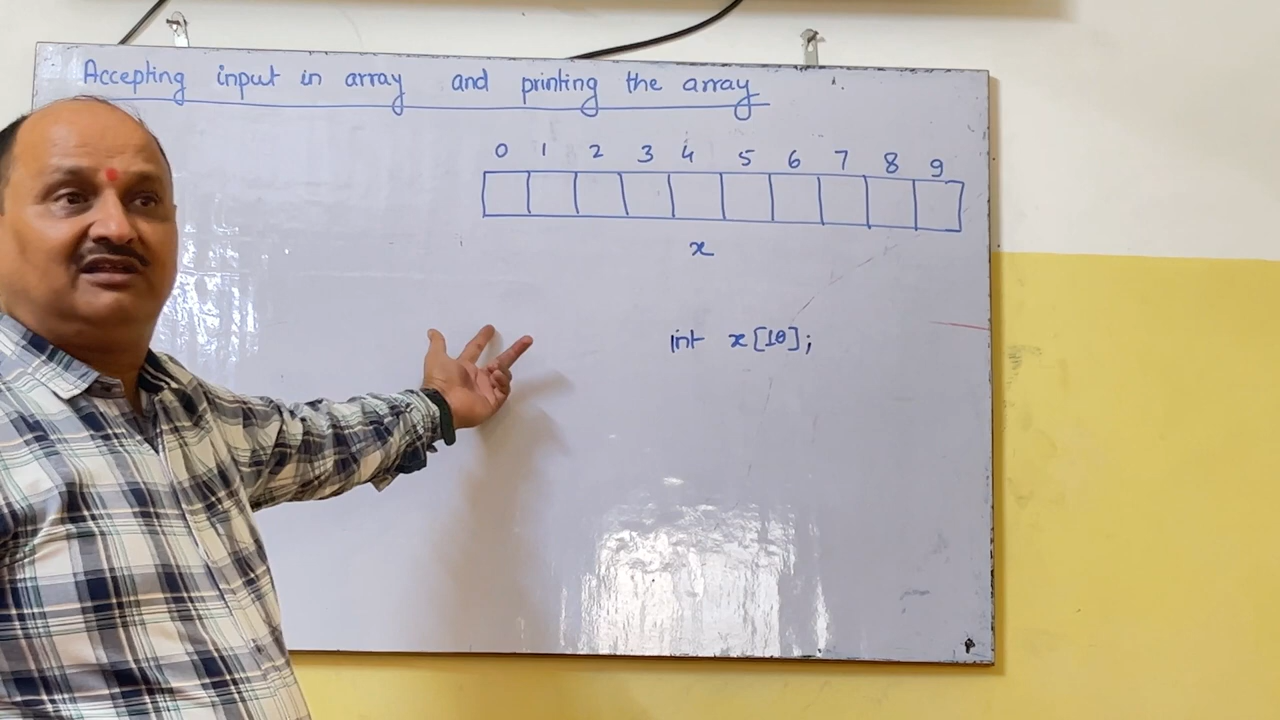 Accepting input in array and printing the array
0 1 2 3 4 5 6 7 8 9
x
int x[10];